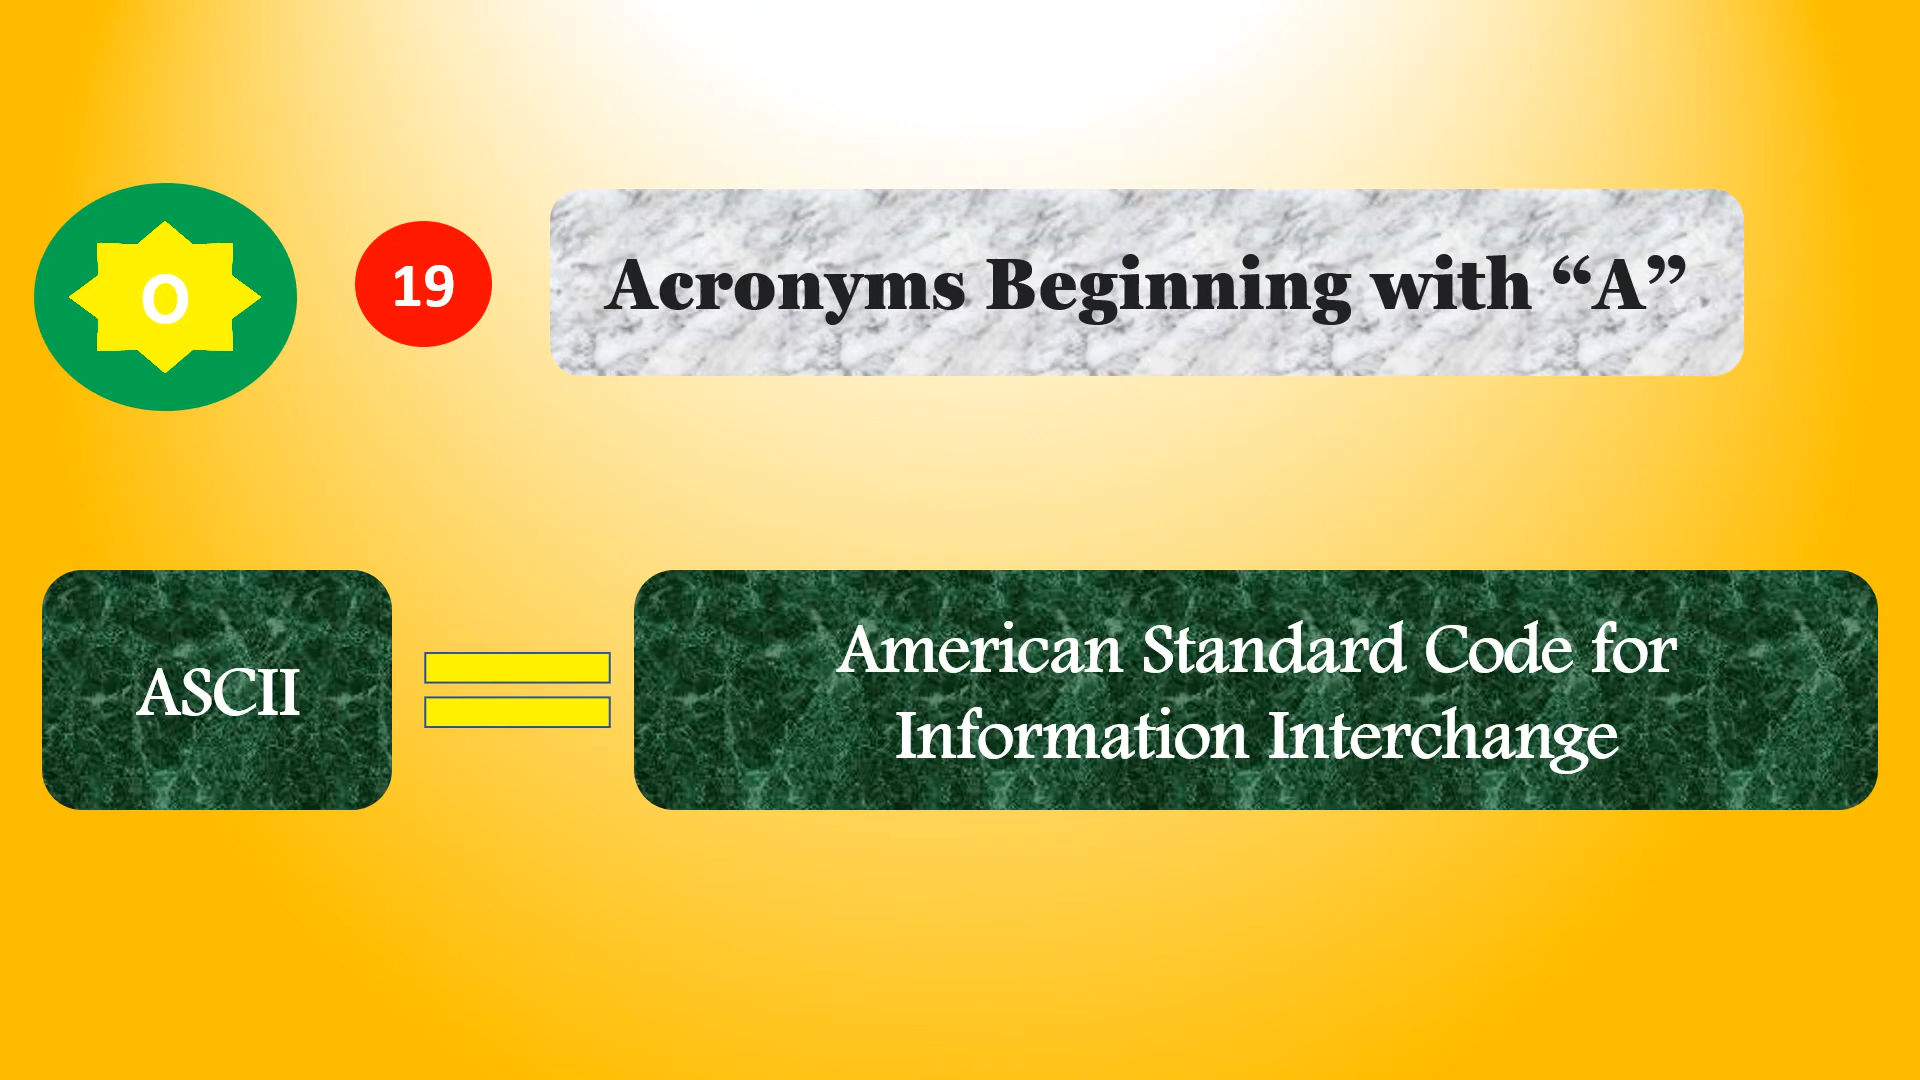 O
19
Acronyms Beginning with “A”
ASCII
American Standard Code for
Information Interchange